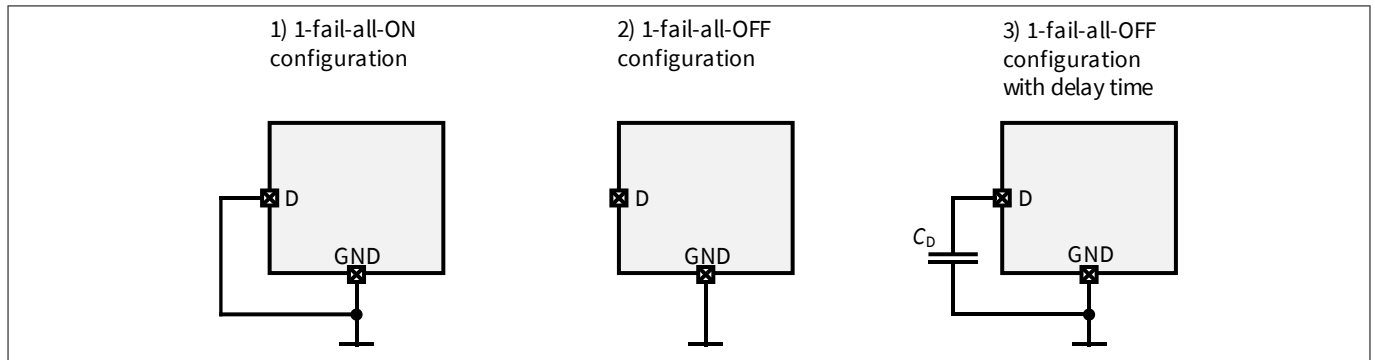 1) 1-fail-all-ON
configuration
D
GND
2) 1-fail-all-OFF
configuration
D
GND
3) 1-fail-all-OFF
configuration
with delay time
D
CD
GND